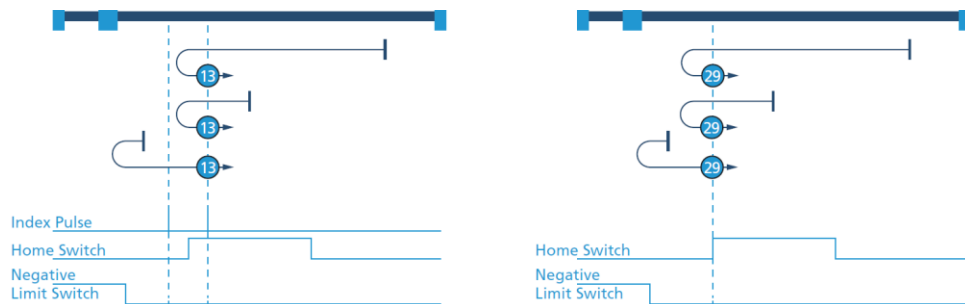 13
13
13
Index Pulse
Home Switch
Negative
Limit Switch
29
29
29
Home Switch
Negative
Limit Switch